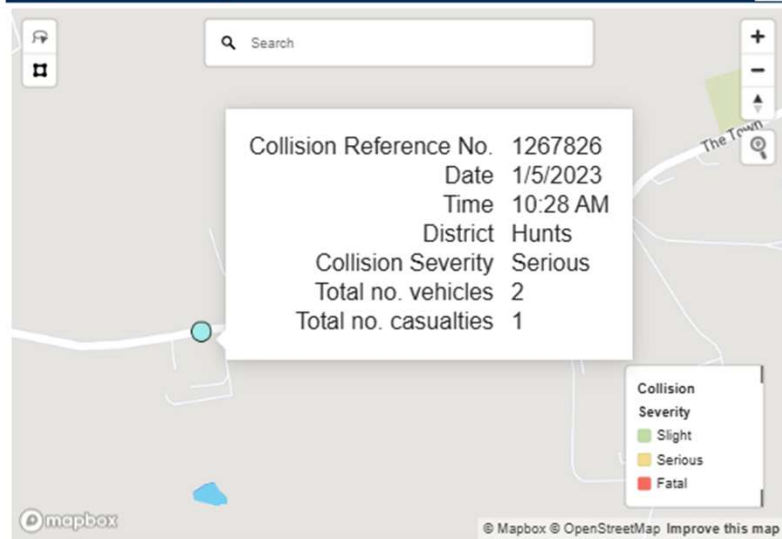 Search
The Town
Collision Reference No. 1267826
Date 1/5/2023
Time 10:28 AM
District Hunts
Collision Severity Serious
Total no. vehicles 2
Total no. casualties 1
Collision
Severity
Slight
Serious
Fatal
mapbox
© Mapbox © OpenStreetMap Improve this map